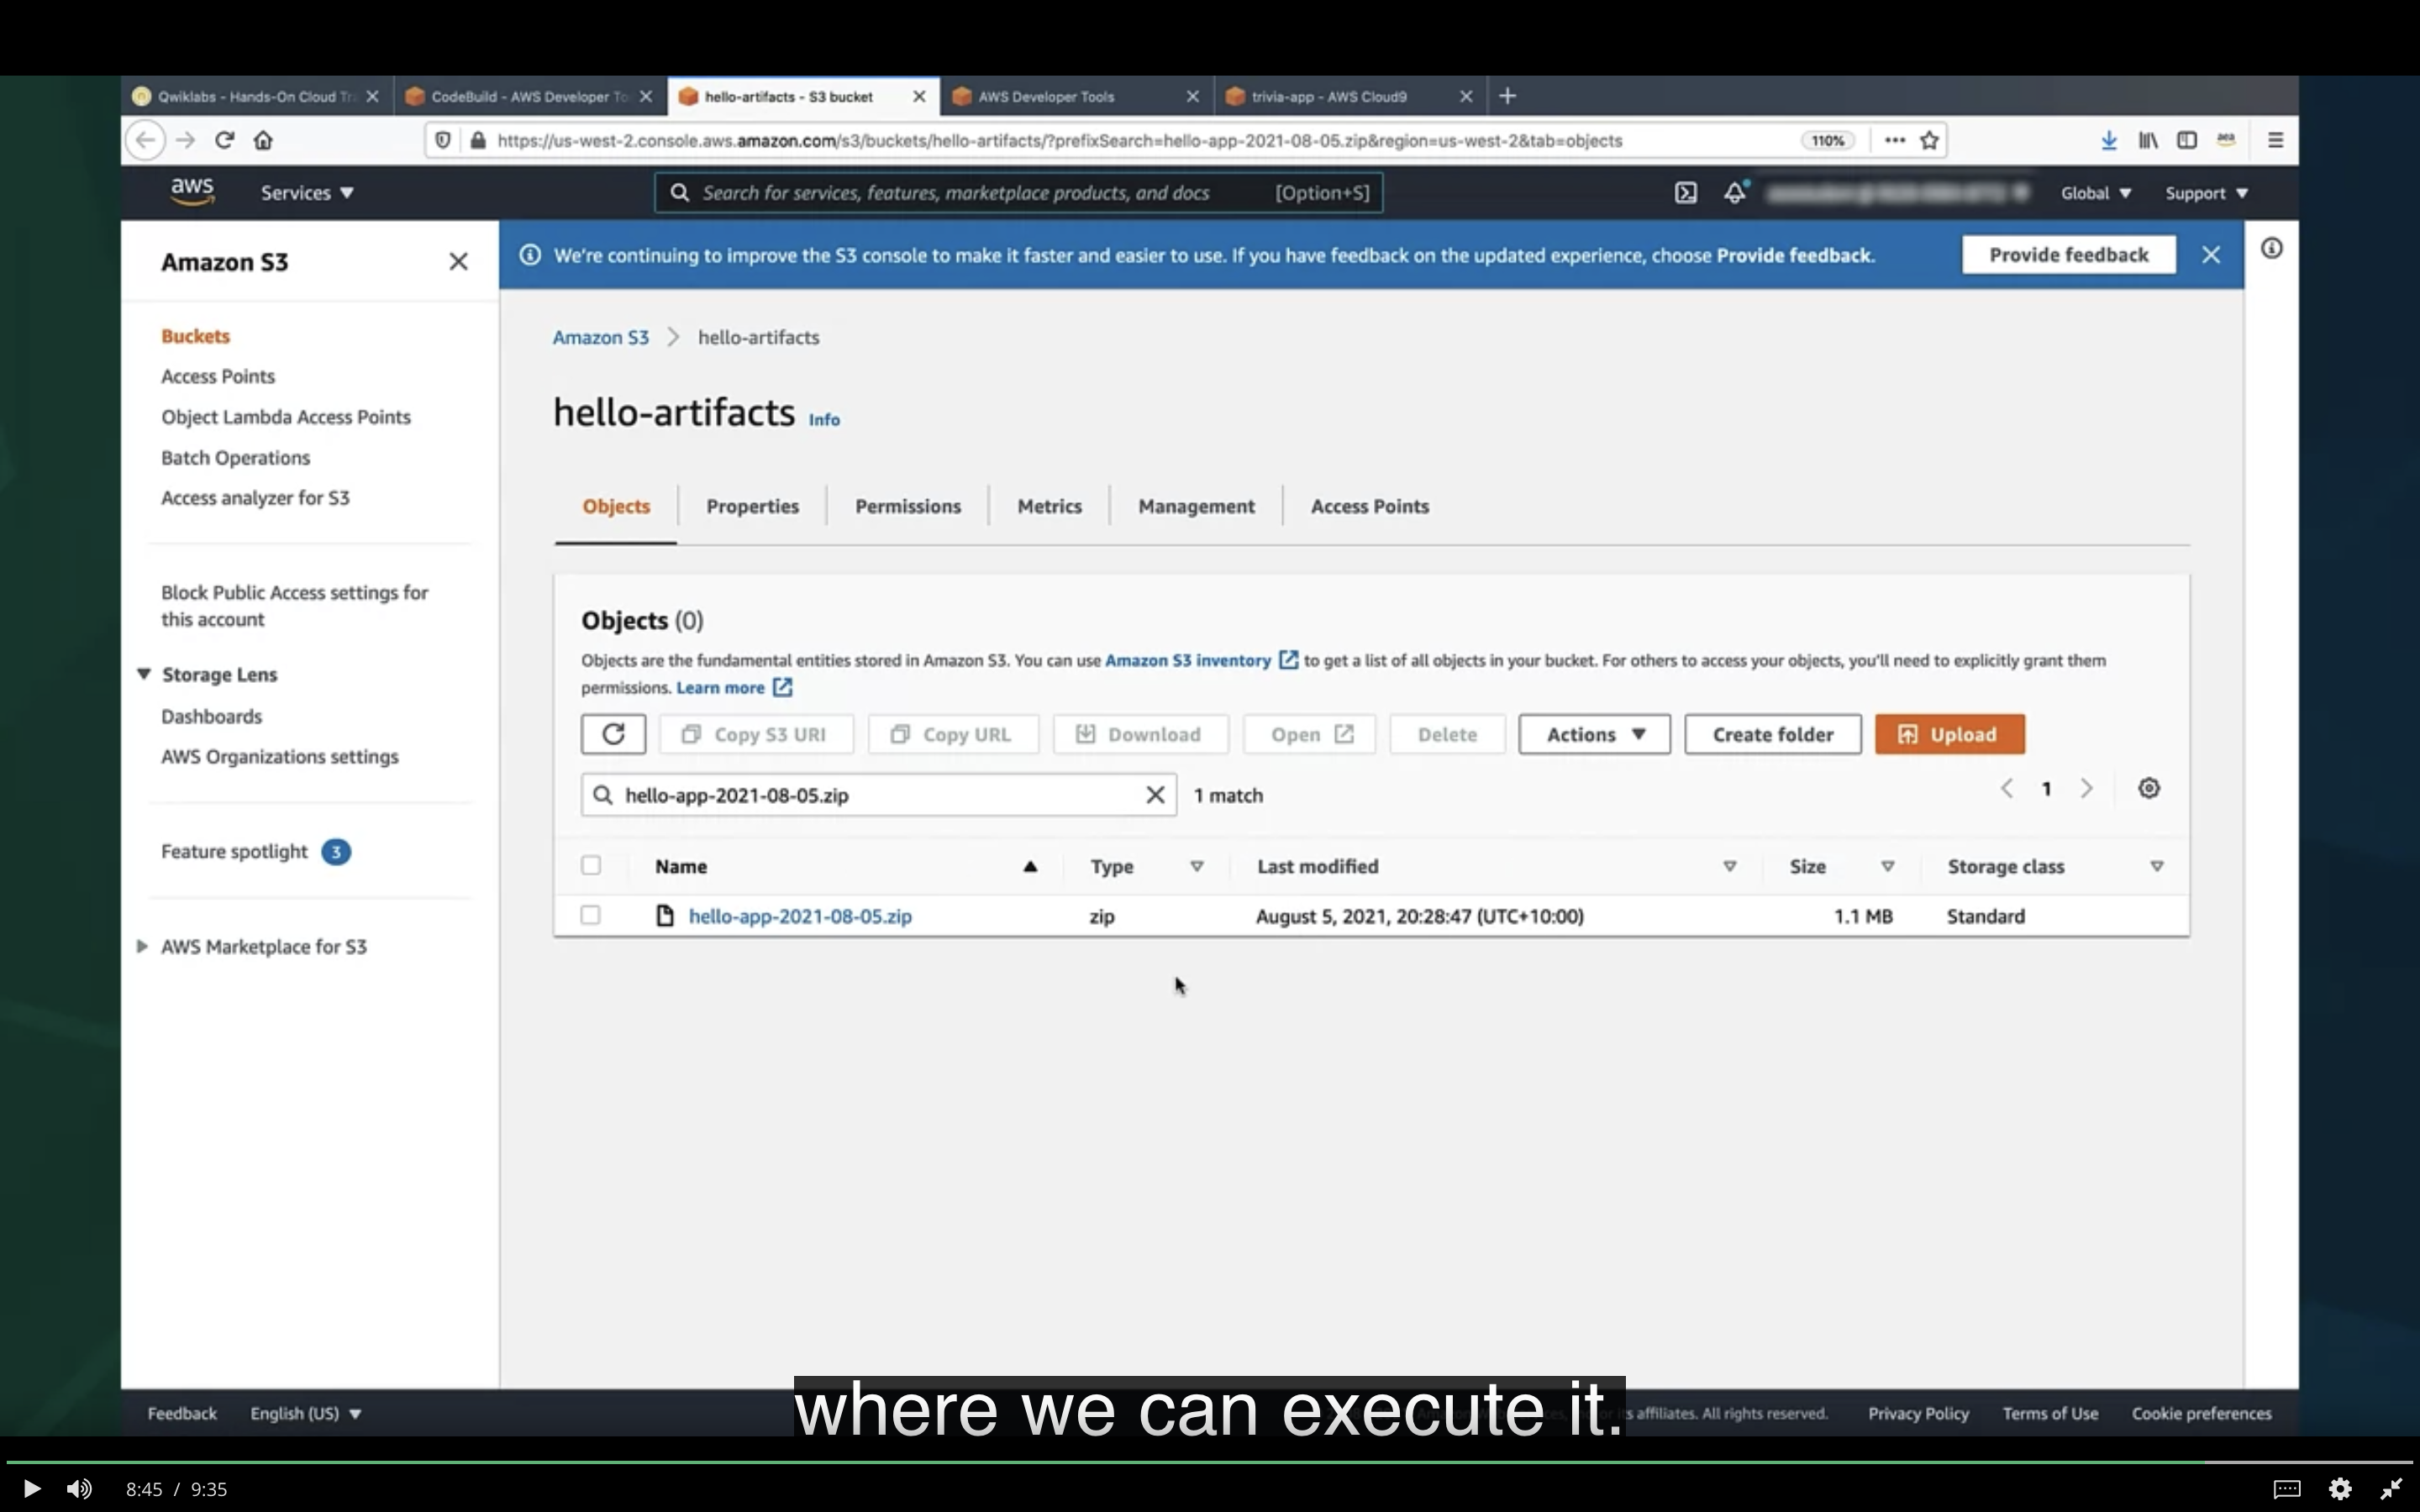 Qwiklabs - Hands-On Cloud Tr
CodeBuild - AWS Developer To
hello-artifacts - S3 bucket
AWS Developer Tools
trivia-app - AWS Cloud9
https://us-west-2.console.aws.amazon.com/s3/buckets/hello-artifacts/?prefixSearch=hello-app-2021-08-05.zip&region=us-west-2&tab=objects
110%
aws
Services
Search for services, features, marketplace products, and docs [Option+S]
Global
Support
Amazon S3
We're continuing to improve the S3 console to make it faster and easier to use. If you have feedback on the updated experience, choose Provide feedback.
Provide feedback
Buckets
Access Points
Object Lambda Access Points
Batch Operations
Access analyzer for S3
Block Public Access settings for
this account
Storage Lens
Dashboards
AWS Organizations settings
Feature spotlight 3
AWS Marketplace for S3
Amazon S3 > hello-artifacts
hello-artifacts Info
Objects
Properties
Permissions
Metrics
Management
Access Points
Objects (0)
Objects are the fundamental entities stored in Amazon S3. You can use Amazon S3 inventory to get a list of all objects in your bucket. For others to access your objects, you'll need to explicitly grant them
permissions. Learn more
Copy S3 URI
Copy URL
Download
Open
Delete
Actions
Create folder
Upload
hello-app-2021-08-05.zip
1 match
1
Name Type Last modified Size Storage class
hello-app-2021-08-05.zip zip August 5, 2021, 20:28:47 (UTC+10:00) 1.1 MB Standard
where we can execute it.
Feedback
English (US)
affiliates. All rights reserved.
Privacy Policy
Terms of Use
Cookie preferences
8:45 / 9:35